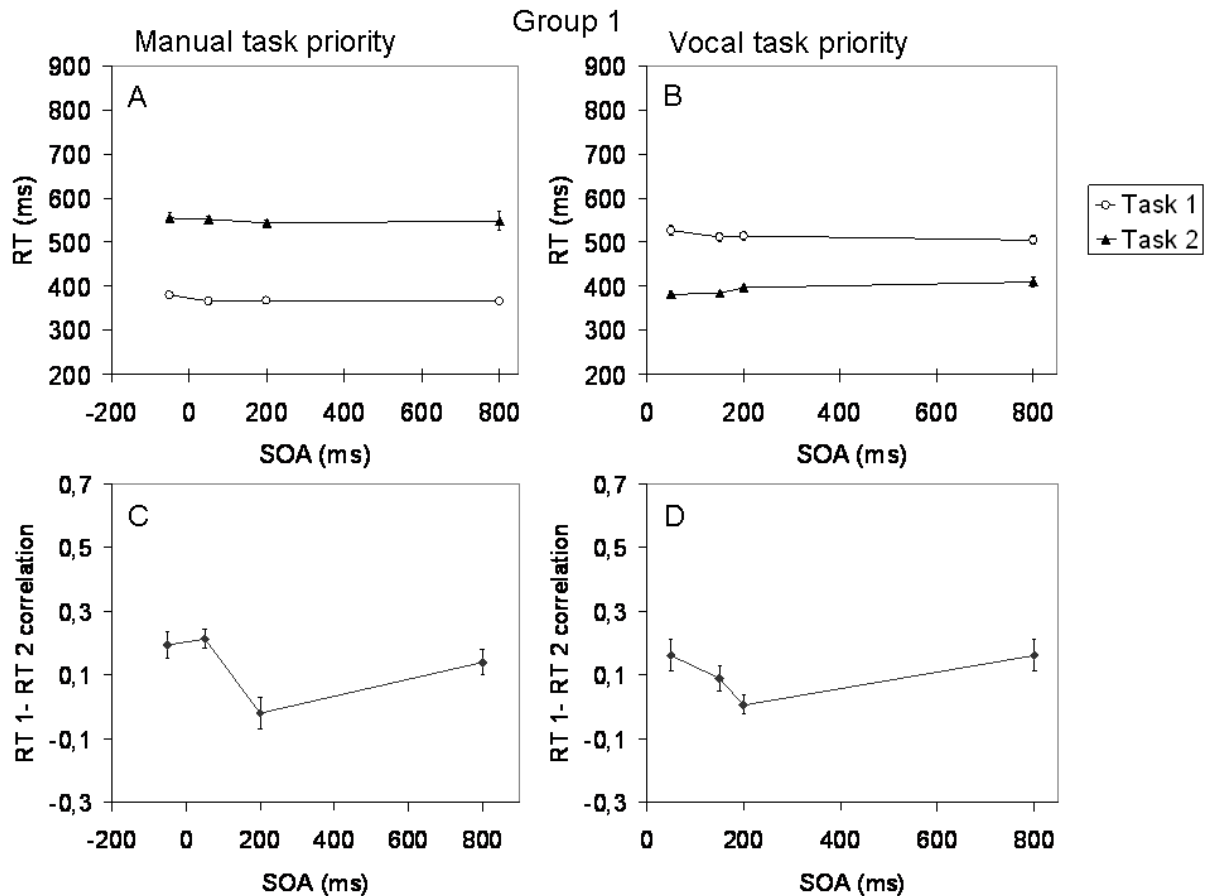 Group 1
Manual task priority
Vocal task priority
A
900
800
700
600
500
400
300
200
RT (ms)
-200 0 200 400 600 800
SOA (ms)
B
900
800
700
600
500
400
300
200
RT (ms)
0 200 400 600 800
SOA (ms)
Task 1
Task 2
C
0,7
0,5
0,3
0,1
-0,1
-0,3
RT 1- RT 2 correlation
-200 0 200 400 600 800
SOA (ms)
D
0,7
0,5
0,3
0,1
-0,1
-0,3
RT 1- RT 2 correlation
0 200 400 600 800
SOA (ms)